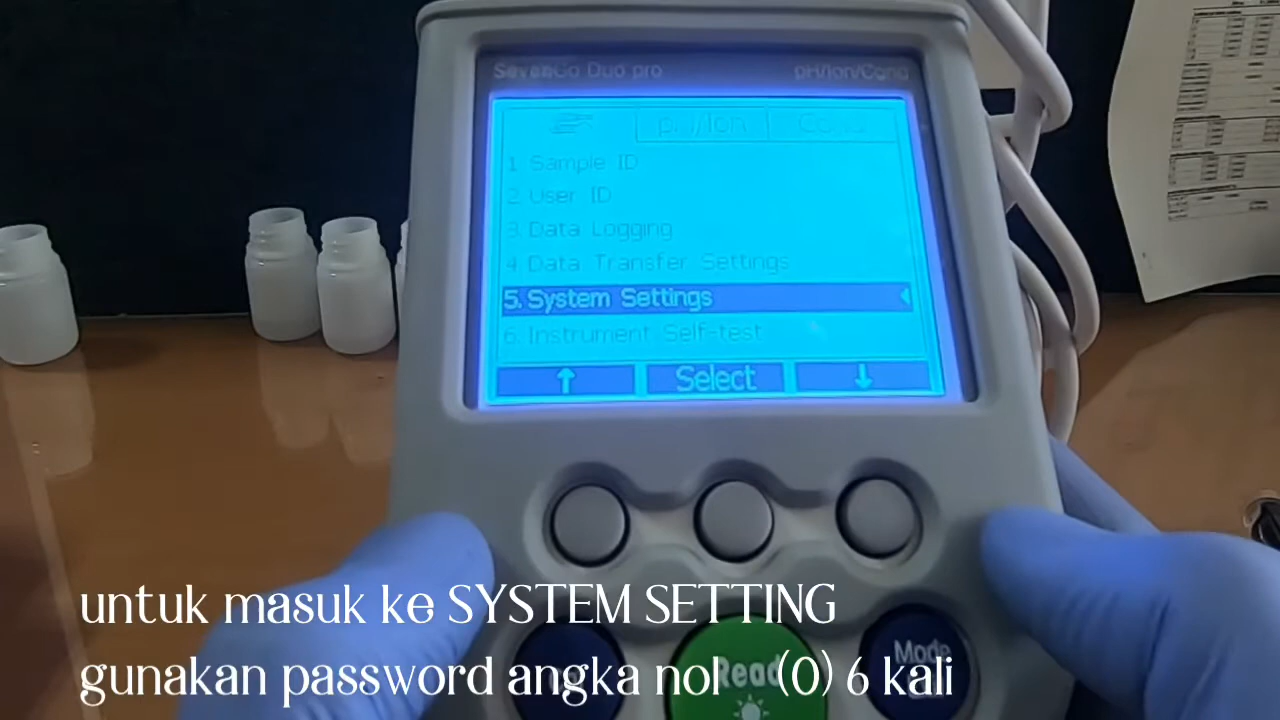 SevenGo Duo pro pH/Ion/Cond
pH/Ion Cond
1. Sample ID
2. User ID
3. Data Logging
4. Data Transfer Settings
5. System Settings
6. Instrument Self-test
↑ Select ↓
untuk masuk ke SYSTEM SETTING
gunakan password angka nol (0) 6 kali
Read
Mode